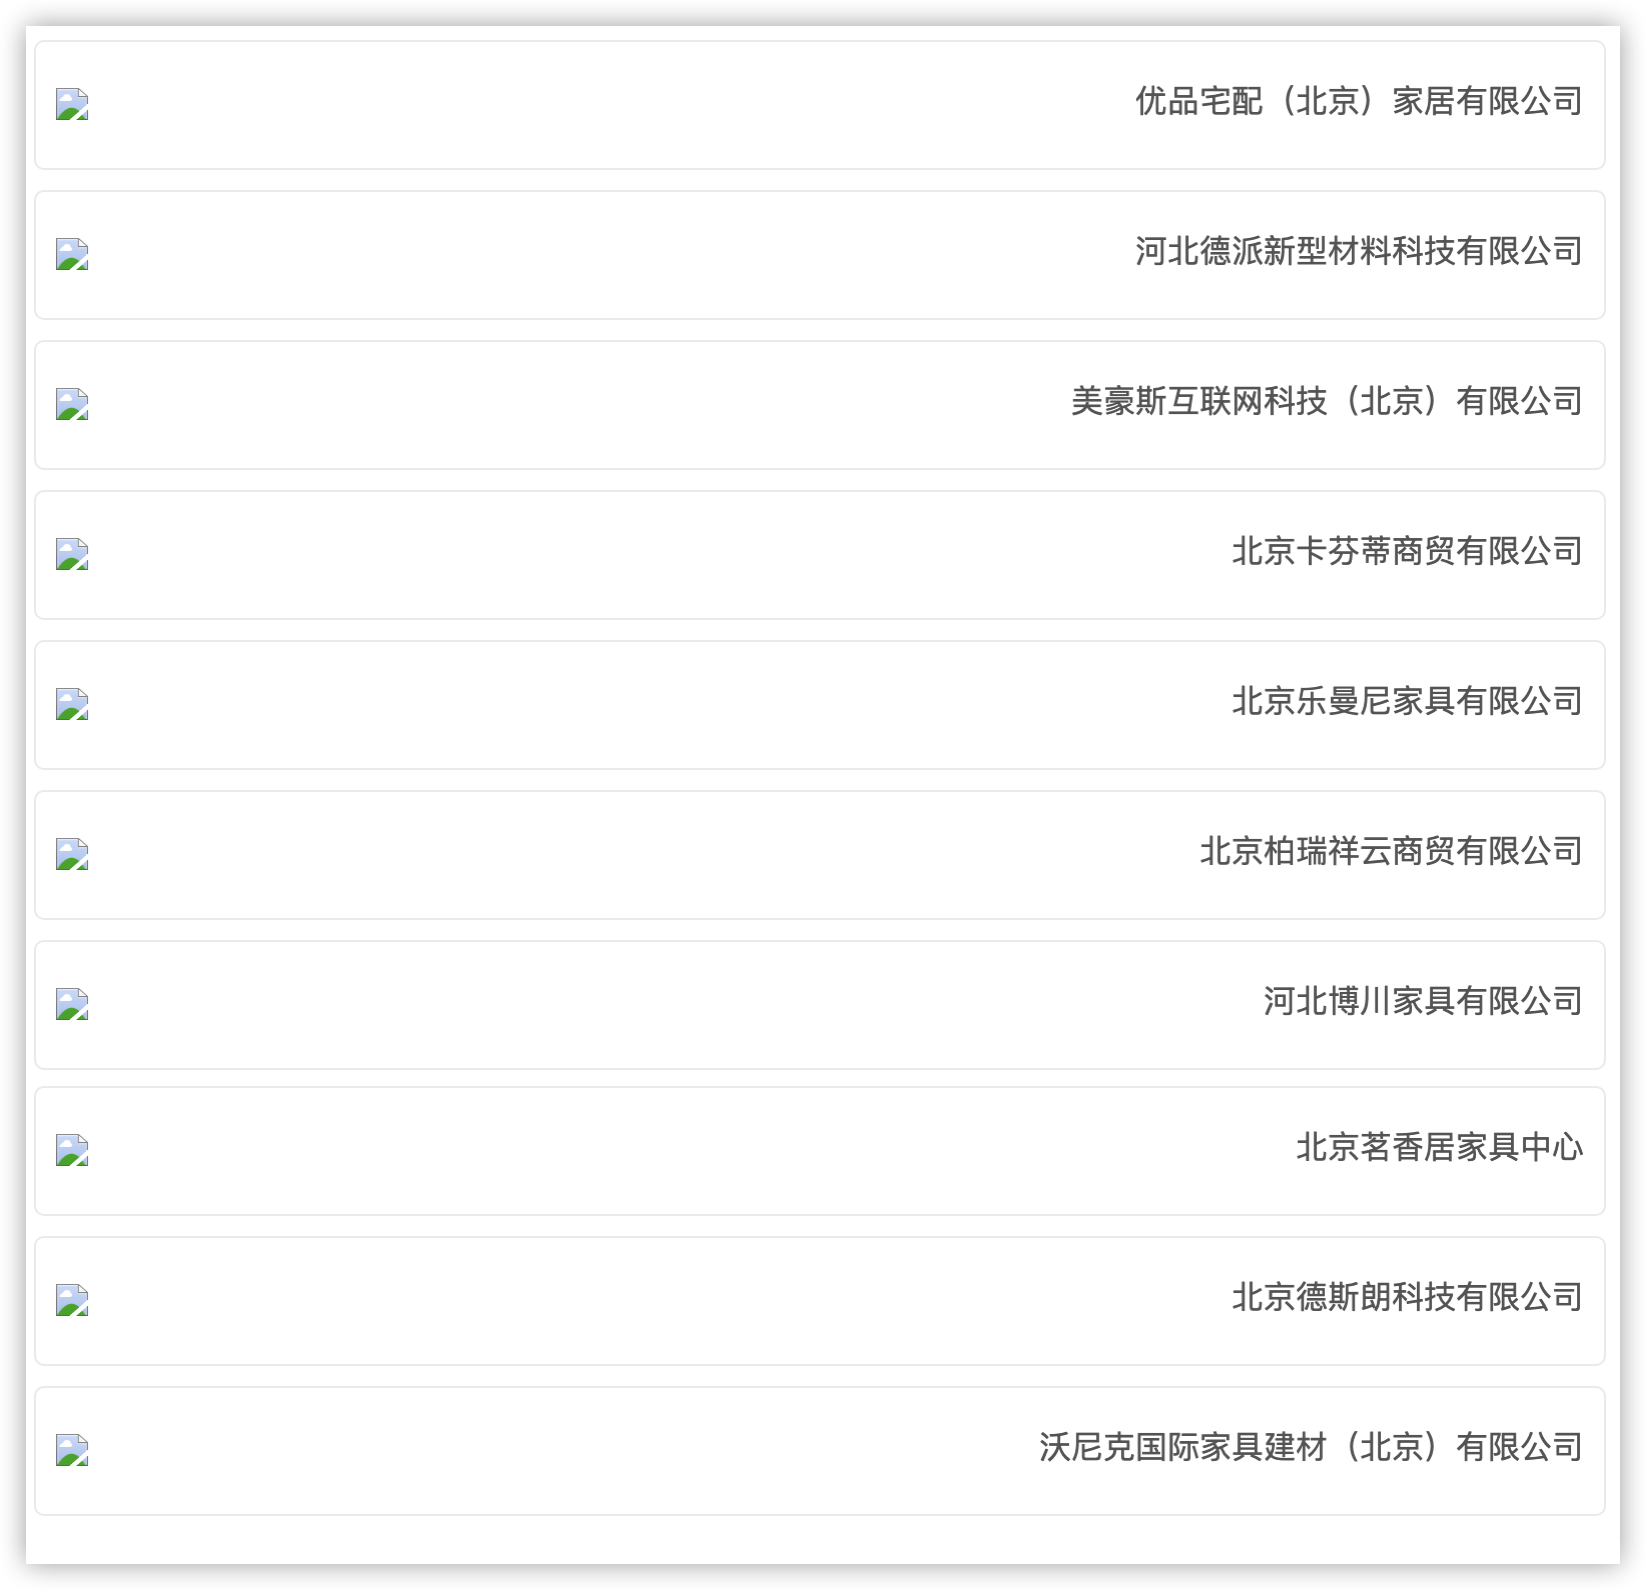 优品宅配（北京）家居有限公司
河北德派新型材料科技有限公司
美豪斯互联网科技（北京）有限公司
北京卡芬蒂商贸有限公司
北京乐曼尼家具有限公司
北京柏瑞祥云商贸有限公司
河北博川家具有限公司
北京茗香居家具中心
北京德斯朗科技有限公司
沃尼克国际家具建材（北京）有限公司